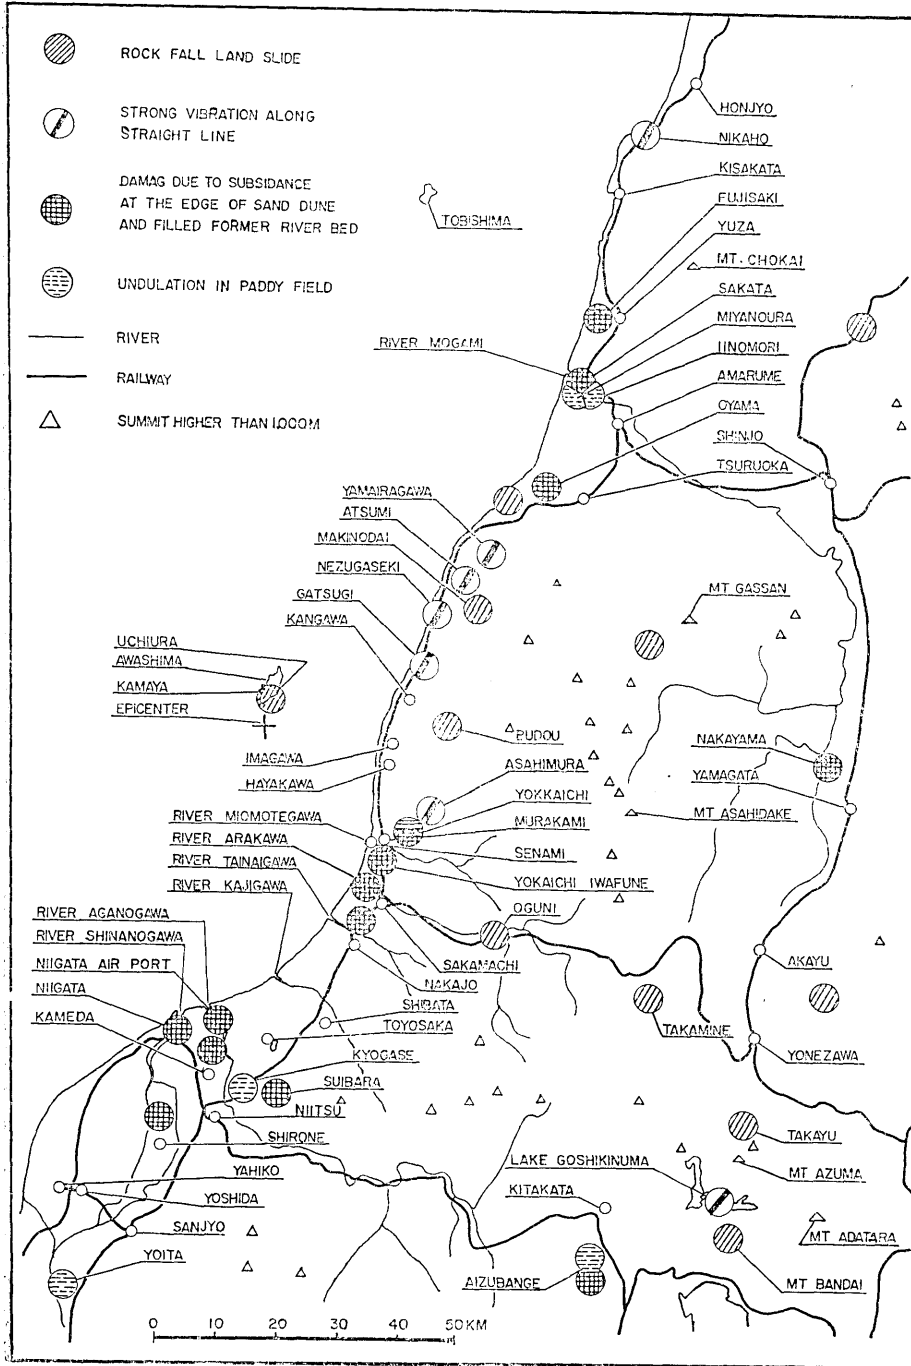 ROCK FALL LAND SLIDE
STRONG VIBRATION ALONG
STRAIGHT LINE
DAMAG DUE TO SUBSIDANCE
AT THE EDGE OF SAND DUNE
AND FILLED FORMER RIVER BED
UNDULATION IN PADDY FIELD
RIVER
RAILWAY
SUMMIT HIGHER THAN 1.000M
TOBISHIMA
HONJYO
NIKAHO
KISAKATA
FUJISAKI
YUZA
MT. CHOKAI
SAKATA
MIYANOURA
RIVER MOGAMI
IINOMORI
AMARUME
OYAMA
SHINJO
TSURUOKA
YAMAIRAGAWA
ATSUMI
MAKINODAI
NEZUGASEKI
GATSUGI
KANGAWA
MT GASSAN
UCHIURA
AWASHIMA
KAMAYA
EPICENTER
BUDOU
NAKAYAMA
IMAGAWA
ASAHIMURA
YAMAGATA
HAYAKAWA
YOKKAICHI
RIVER MIOMOTEGAWA
MURAKAMI
MT ASAHIDAKE
RIVER ARAKAWA
SENAMI
RIVER TAINAIGAWA
YOKAICHI IWAFUNE
RIVER KAJIGAWA
OGUNI
RIVER AGANOGAWA
RIVER SHINANOGAWA
NIIGATA AIR PORT
SAKAMACHI
AKAYU
NIIGATA
NAKAJO
KAMEDA
SHIBATA
TOYOSAKA
TAKAMINE
KYOGASE
YONEZAWA
SUIBARA
NIITSU
SHIRONE
TAKAYU
LAKE GOSHIKINUMA
YAHIKO
MT AZUMA
YOSHIDA
KITAKATA
SANJYO
MT ADATARA
YOITA
AIZUBANGE
MT BANDAI
0 10 20 30 40 50 KM